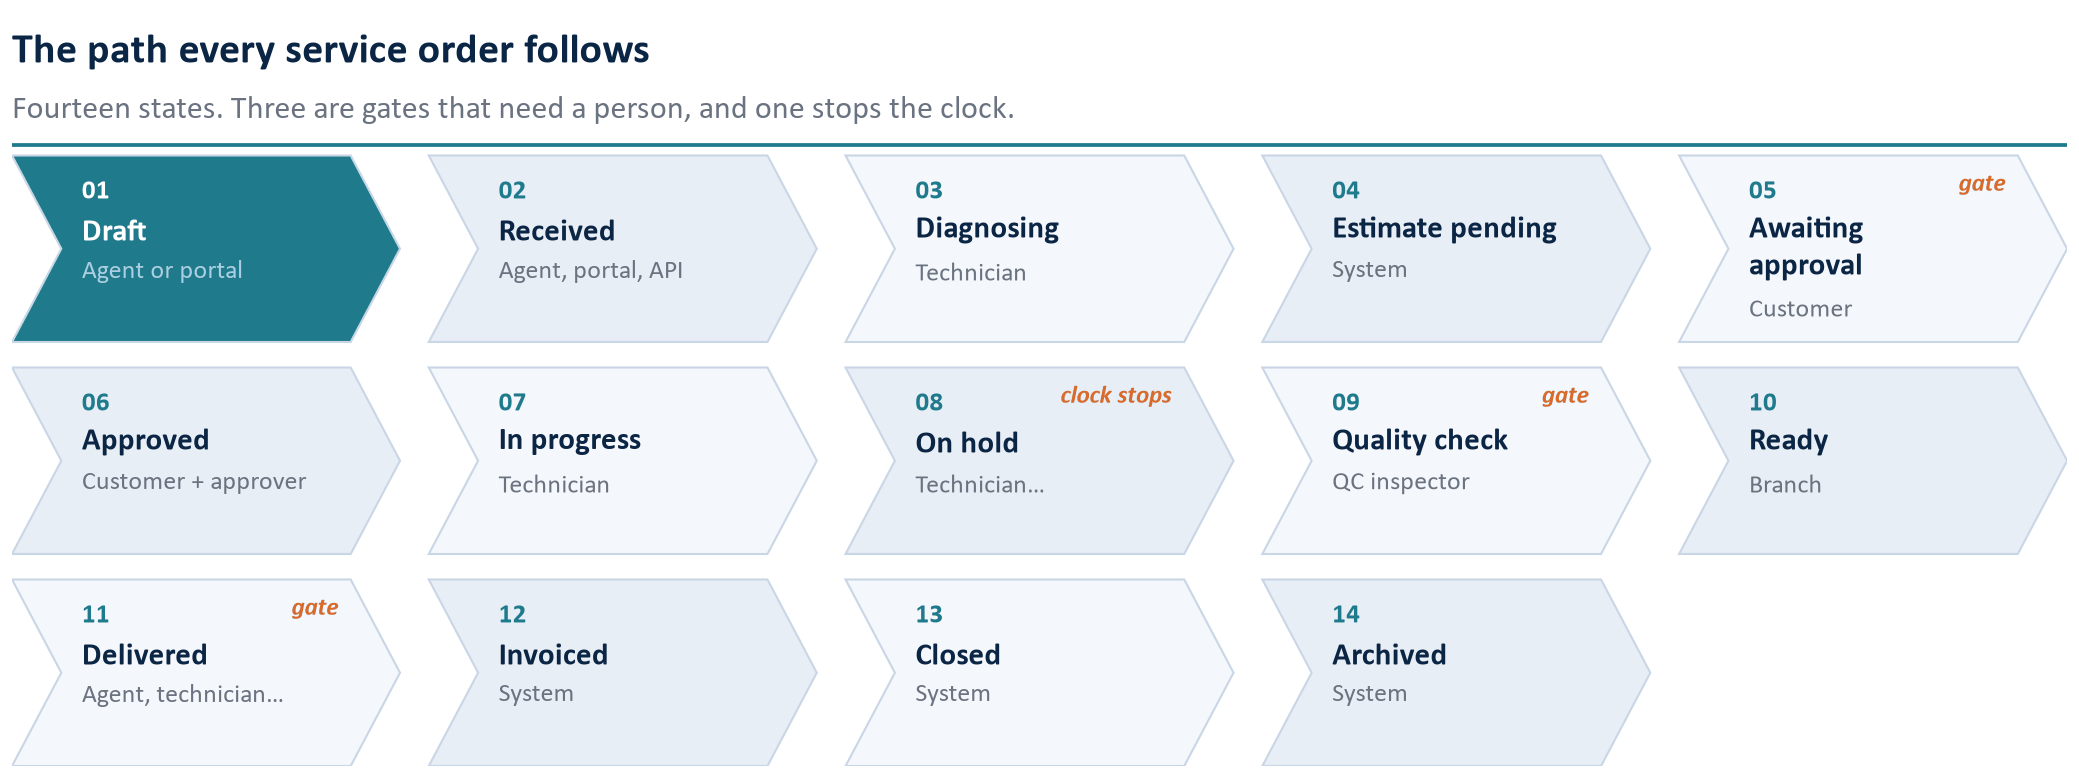 The path every service order follows
Fourteen states. Three are gates that need a person, and one stops the clock.
01
Draft
Agent or portal
02
Received
Agent, portal, API
03
Diagnosing
Technician
04
Estimate pending
System
05
gate
Awaiting
approval
Customer
06
Approved
Customer + approver
07
In progress
Technician
08
clock stops
On hold
Technician...
09
gate
Quality check
QC inspector
10
Ready
Branch
11
gate
Delivered
Agent, technician...
12
Invoiced
System
13
Closed
System
14
Archived
System